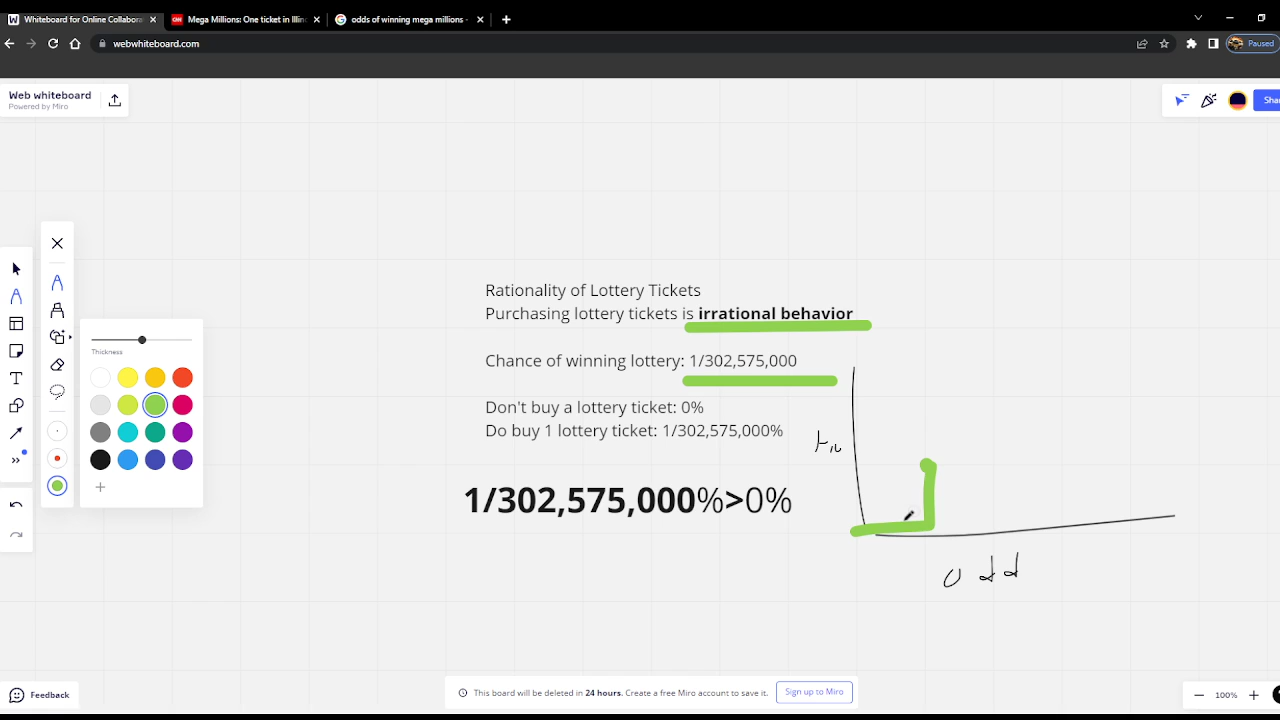 Whiteboard for Online Collabora
Mega Millions: One ticket in Illin
odds of winning mega millions -
webwhiteboard.com
Paused
Web whiteboard
Powered by Miro
Sha
Thickness
Rationality of Lottery Tickets
Purchasing lottery tickets is irrational behavior
Chance of winning lottery: 1/302,575,000
Don't buy a lottery ticket: 0%
Do buy 1 lottery ticket: 1/302,575,000%
1/302,575,000%>0%
odd
Feedback
This board will be deleted in 24 hours. Create a free Miro account to save it.
Sign up to Miro
100%